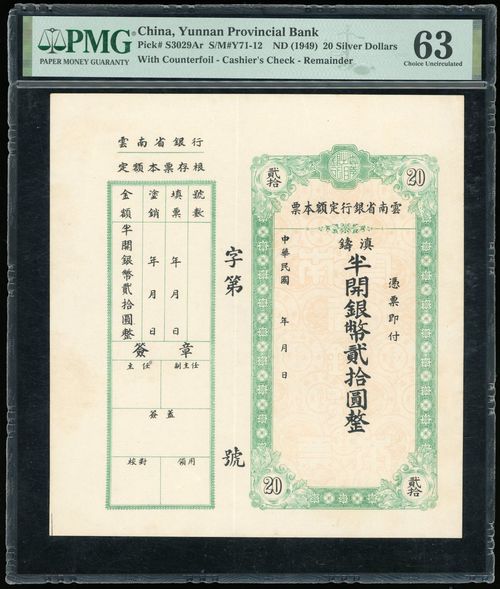 PMG
PAPER MONEY GUARANTY
China, Yunnan Provincial Bank
Pick# S3029Ar S/M#Y71-12 ND (1949) 20 Silver Dollars
With Counterfoil - Cashier's Check - Remainder
63
Choice Uncirculated
雲南省銀行
定額本票存根
號數
填票 年 月 日
塗銷 年 月 日
金額半開銀幣貳拾圓整
簽章
主任
副主任
簽蓋
核對
領用
字第 號
貳拾
20
票本額定行銀省南雲
滇鑄
憑票即付
半開銀幣貳拾圓整
中華民國 年 月 日
20
貳拾